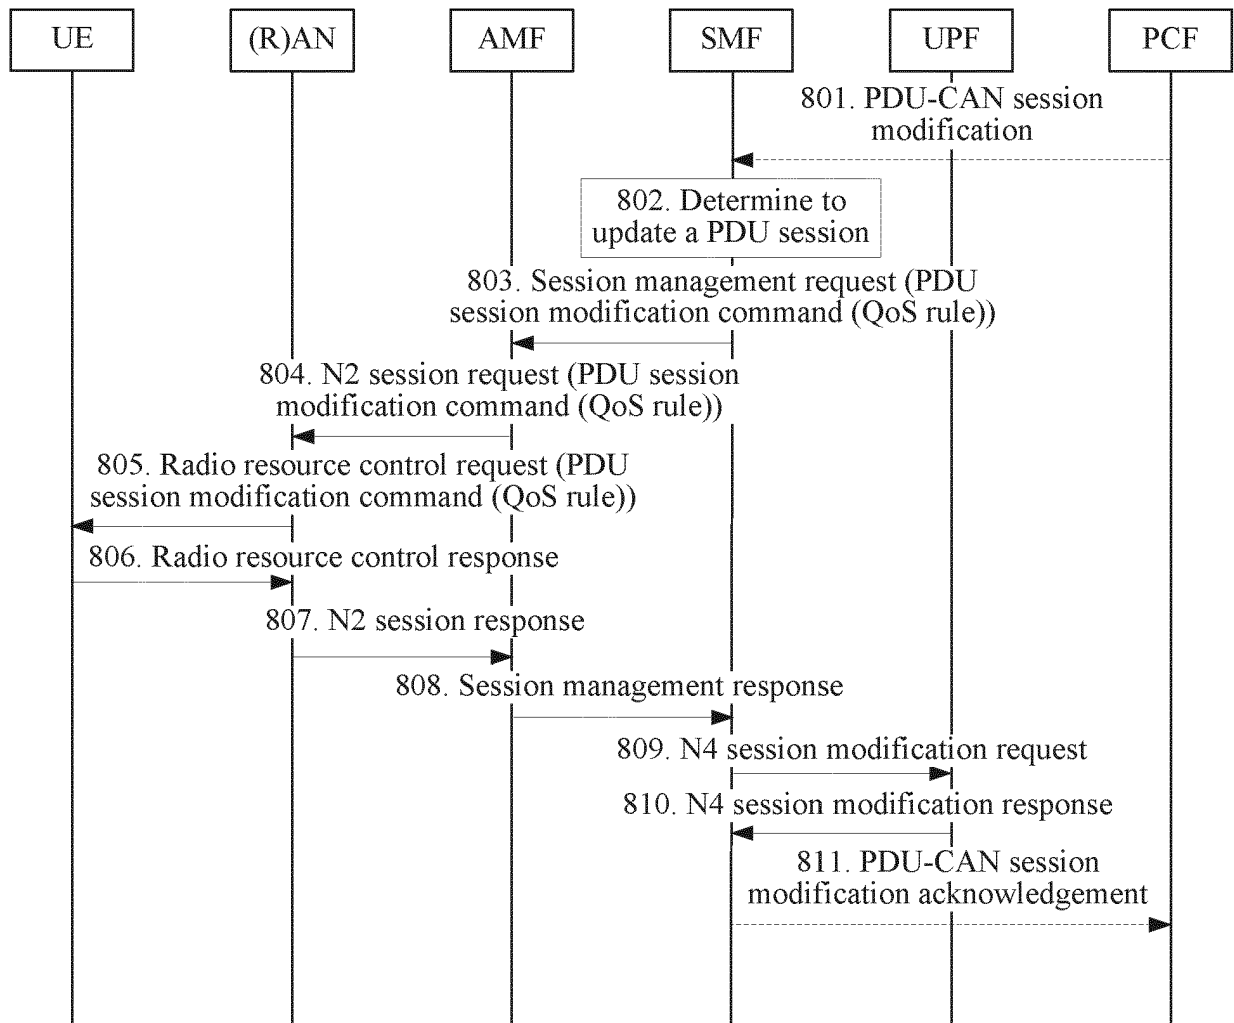 UE
(R)AN
AMF
SMF
UPF
PCF
801. PDU-CAN session
modification
802. Determine to
update a PDU session
803. Session management request (PDU
session modification command (QoS rule))
804. N2 session request (PDU session
modification command (QoS rule))
805. Radio resource control request (PDU
session modification command (QoS rule))
806. Radio resource control response
807. N2 session response
808. Session management response
809. N4 session modification request
810. N4 session modification response
811. PDU-CAN session
modification acknowledgement